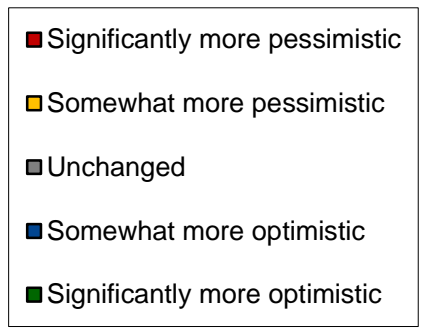 Significantly more pessimistic
Somewhat more pessimistic
Unchanged
Somewhat more optimistic
Significantly more optimistic